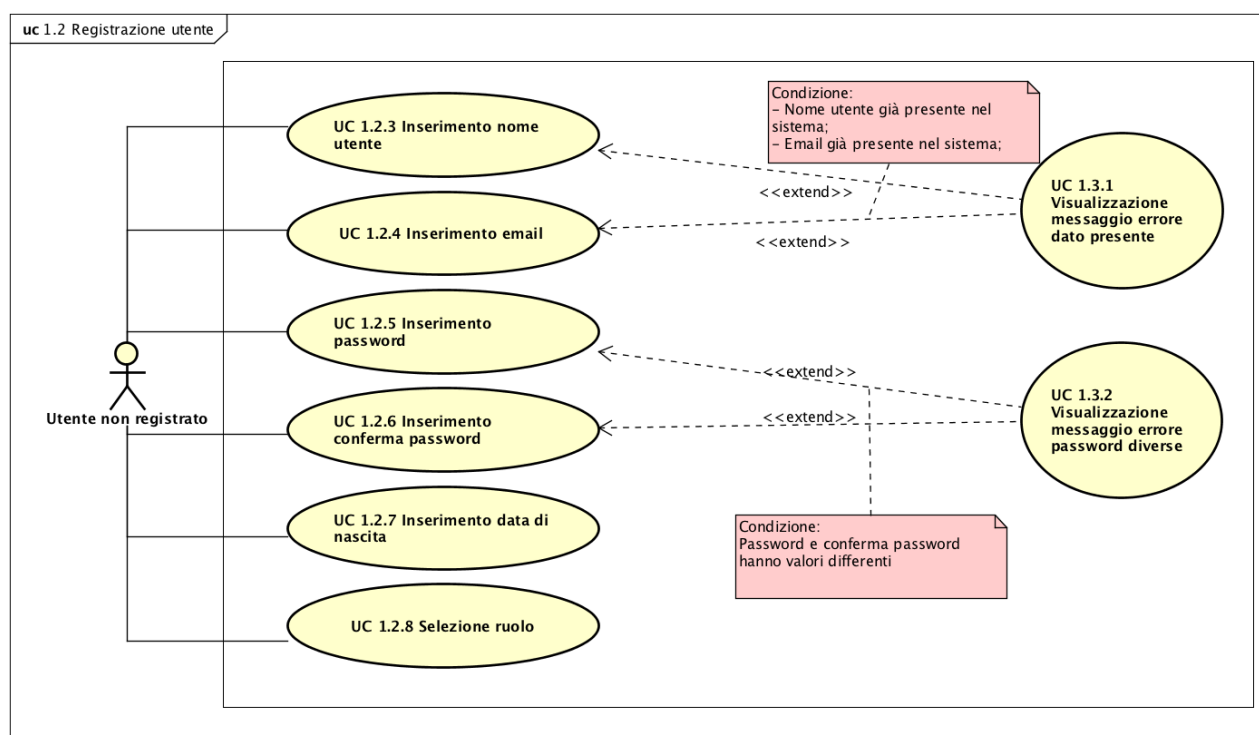 uc 1.2 Registrazione utente
UC 1.2.3 Inserimento nome
utente
UC 1.2.4 Inserimento email
UC 1.2.5 Inserimento
password
UC 1.2.6 Inserimento
conferma password
UC 1.2.7 Inserimento data di
nascita
UC 1.2.8 Selezione ruolo
Utente non registrato
Condizione:
- Nome utente già presente nel
sistema;
- Email già presente nel sistema;
<<extend>>
<<extend>>
UC 1.3.1
Visualizzazione
messaggio errore
dato presente
<<extend>>
<<extend>>
UC 1.3.2
Visualizzazione
messaggio errore
password diverse
Condizione:
Password e conferma password
hanno valori differenti